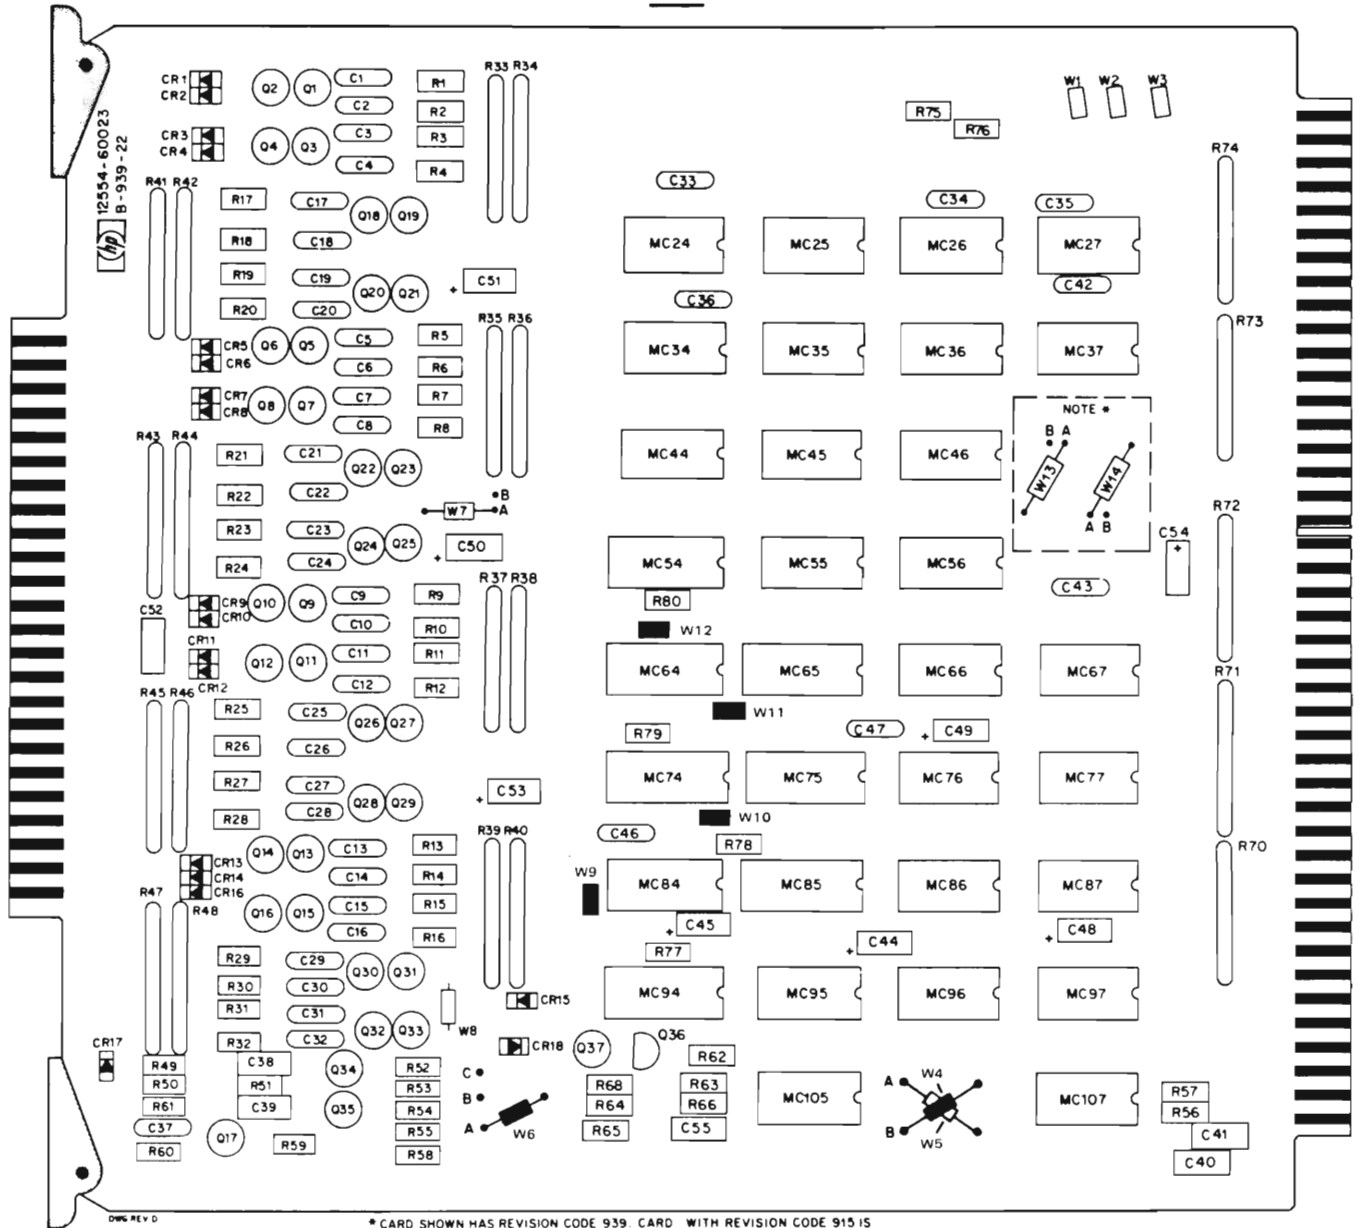 CR1 Q2 Q1 C1 R1 R33 R34
CR2 C2 R2
W1 W2 W3
R75
R76
CR3 Q4 Q3 C3 R3
CR4 C4 R4
12554-60023
B-939-22
hp
R74
R41 R42 R17 C17 Q18 Q19
C33 C34 C35
R18 C18
MC24 MC25 MC26 MC27
R19 C19 Q20 Q21 C51
+
C42
R20 C20
C36
R73
CR5 Q6 Q5 C5 R5 R35 R36
CR6 C6 R6
MC34 MC35 MC36 MC37
CR7 Q8 Q7 C7 R7
CR8 C8 R8
NOTE *
B A
R43 R44 R21 C21 Q22 Q23
MC44 MC45 MC46
W13 W14
R22 C22
B
W7 A
A B
R72
R23 C23 Q24 Q25 C50
+
C54
+
R24 C24
MC54 MC55 MC56
R37 R38
C43
R80
C52 CR9 Q10 Q9 C9 R9
CR10 C10 R10
W12
CR11 Q12 Q11 C11 R11
CR12 C12 R12
MC64 MC65 MC66 MC67
R71
R45 R46 R25 C25 Q26 Q27
W11
R26 C26
R79 C47 + C49
R27 C27 Q28 Q29 + C53
MC74 MC75 MC76 MC77
R28 C28
W10
C46 R78
R39 R40
R70
CR13 Q14 Q13 C13 R13
CR14 C14 R14
CR16
W9
MC84 MC85 MC86 MC87
R47 R48 Q16 Q15 C15 R15
C16 R16
+ C45 + C44 + C48
R77
R29 C29 Q30 Q31
R30 C30
MC94 MC95 MC96 MC97
CR15
R31 C31 Q32 Q33
W8
R32 C32
CR17
CR18 Q37 Q36 R62
R49 C38 Q34 R52
R50 R51 R53
C
R68 R63
A W4
MC105 MC107
R57
R61 C39 Q35 R54
B
R64 R66
R56
C37 Q17 R55
A W6
R65 C55
B W5
C41
R60 R59 R58
C40
DWG REV D
* CARD SHOWN HAS REVISION CODE 939. CARD WITH REVISION CODE 915 IS